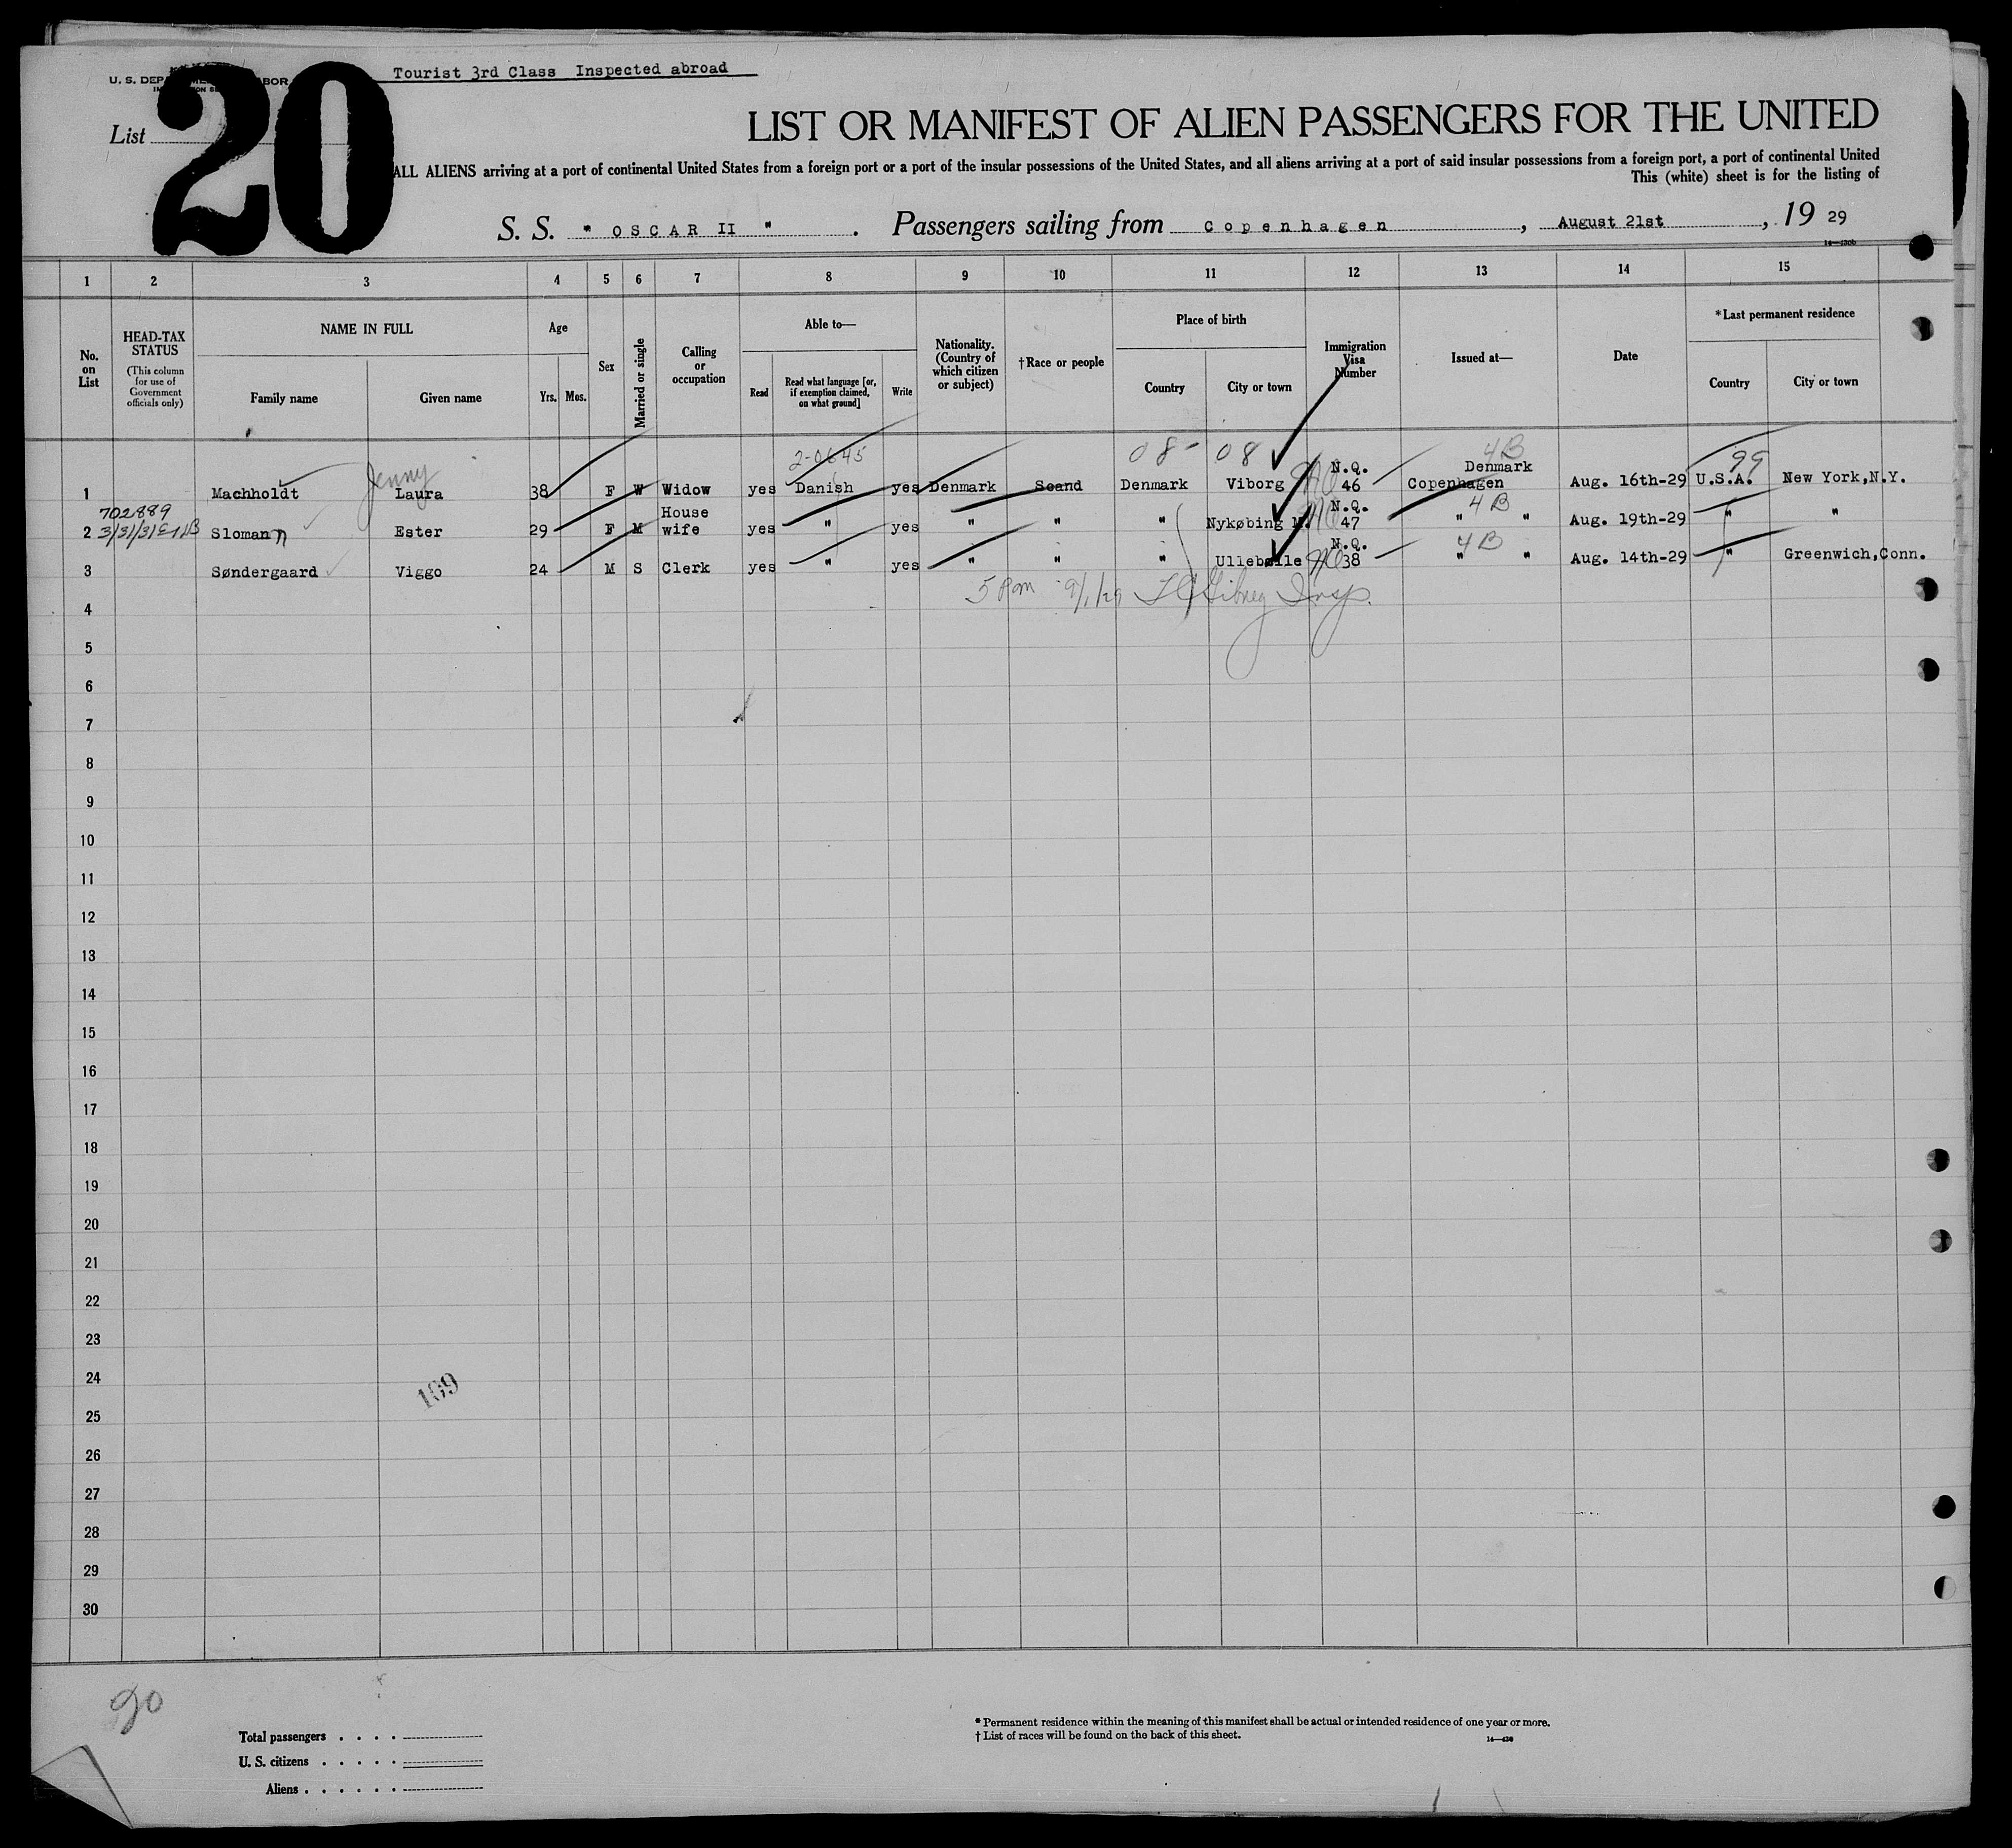 Tourist 3rd Class Inspected abroad
U. S. DEPA
List
20
LIST OR MANIFEST OF ALIEN PASSENGERS FOR THE UNITED
ALL ALIENS arriving at a port of continental United States from a foreign port or a port of the insular possessions of the United States, and all aliens arriving at a port of said insular possessions from a foreign port, a port of continental United
This (white) sheet is for the listing of
S. S. " OSCAR II " . Passengers sailing from Copenhagen , August 21st , 19 29
1 2 3 4 5 6 7 8 9 10 11 12 13 14 15
No. on List
HEAD-TAX STATUS
(This column for use of Government officials only)
NAME IN FULL
Family name Given name
Age
Yrs. Mos.
Sex
Married or single
Calling or occupation
Able to—
Read
Read what language [or, if exemption claimed, on what ground]
Write
Nationality. (Country of which citizen or subject)
†Race or people
Place of birth
Country City or town
Immigration Visa Number
Issued at—
Date
*Last permanent residence
Country City or town
2-0645 08- 08 4B 99
Jenny N.Q. Denmark
1 Machholdt Laura 38 F W Widow yes Danish yes Denmark Scand Denmark Viborg 46 Copenhagen Aug. 16th-29 U.S.A. New York,N.Y.
702889 House N.Q. 4B
2 3/31/31 Slomann Ester 29 F M wife yes " yes " " " Nykøbing 47 " " Aug. 19th-29 " "
N.Q. 4B
3 Søndergaard Viggo 24 M S Clerk yes " yes " " " Ullebølle 38 " " Aug. 14th-29 " Greenwich,Conn.
5 Pm 9/1/29 Gibney Insp.
4
5
6
7
8
9
10
11
12
13
14
15
16
17
18
19
20
21
22
23
24
169
25
26
27
28
29
30
90
Total passengers . . . .
U. S. citizens . . . . .
Aliens . . . . . .
* Permanent residence within the meaning of this manifest shall be actual or intended residence of one year or more.
† List of races will be found on the back of this sheet.
14—430